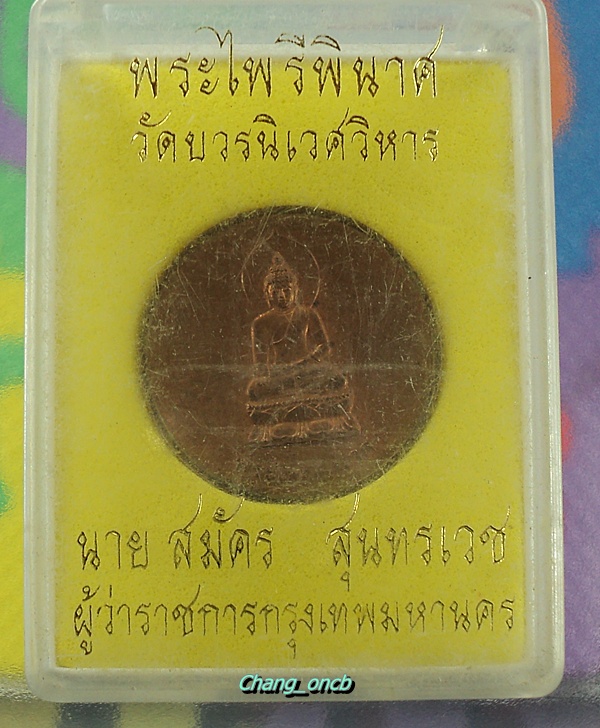 พระไพรีพินาศ
วัดบวรนิเวศวิหาร
นาย สมัคร สุนทรเวช
ผู้ว่าราชการกรุงเทพมหานคร
Chang_oncb